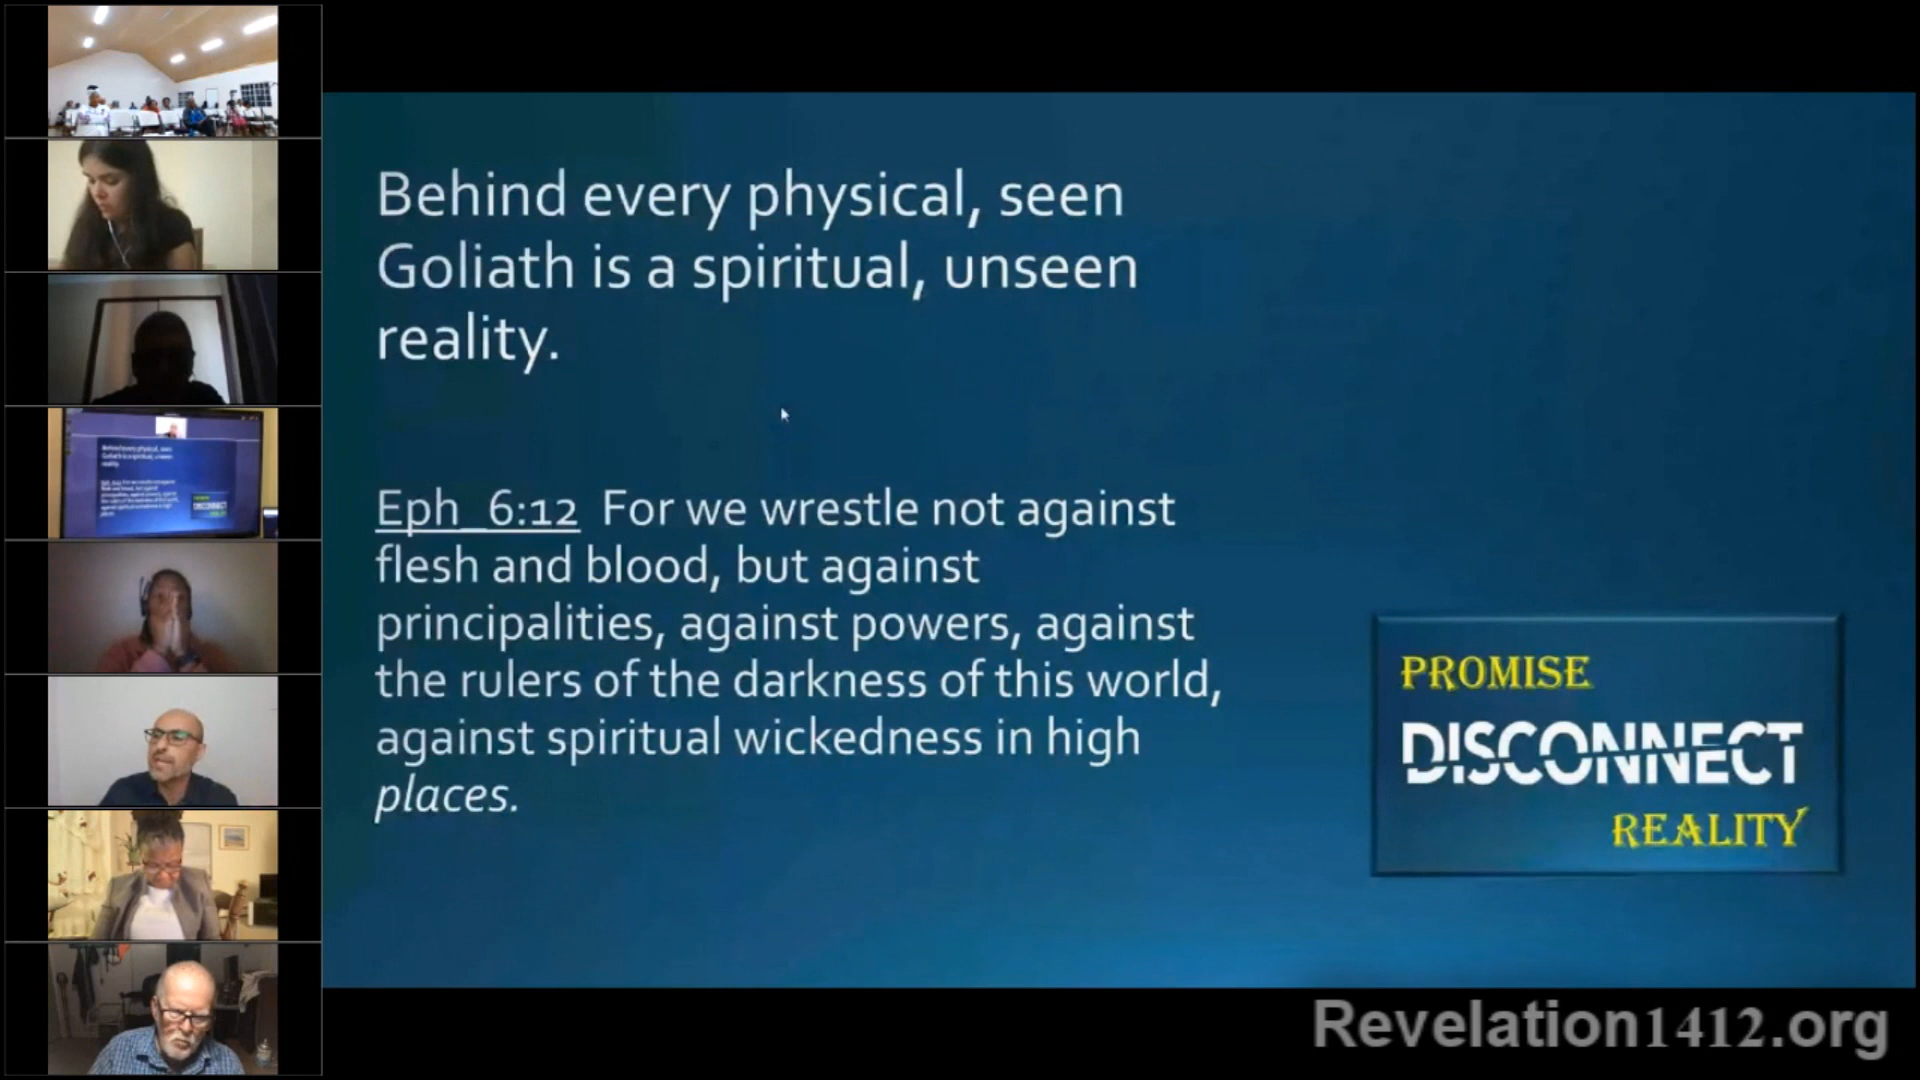 Behind every physical, seen
Goliath is a spiritual, unseen
reality.
Eph_6:12 For we wrestle not against
flesh and blood, but against
principalities, against powers, against
the rulers of the darkness of this world,
against spiritual wickedness in high
places.
PROMISE
DISCONNECT
REALITY
Revelation1412.org